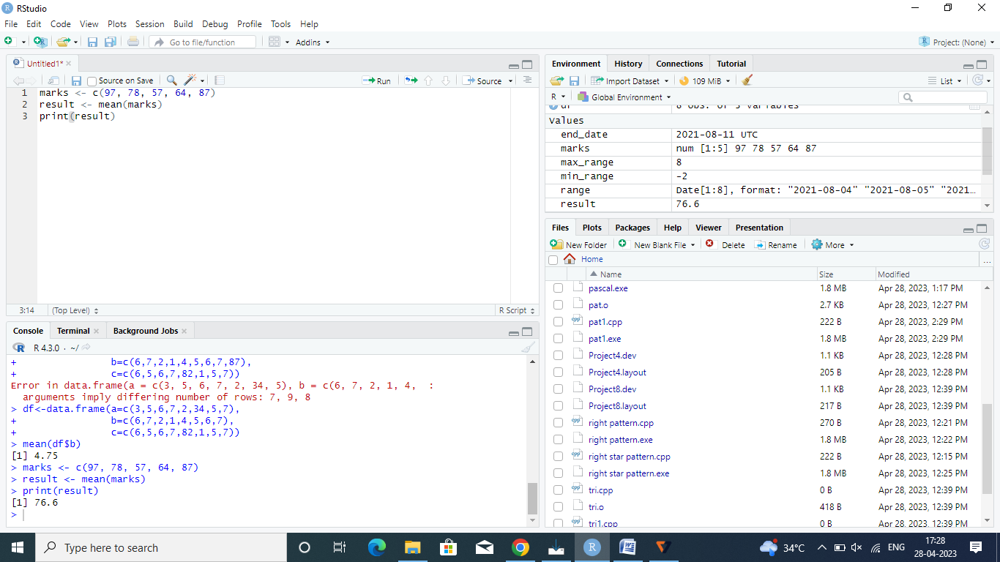 RStudio
File Edit Code View Plots Session Build Debug Profile Tools Help
Go to file/function Addins Project: (None)
Untitled1*
Source on Save Run Source
1 marks <- c(97, 78, 57, 64, 87)
2 result <- mean(marks)
3 print(result)
3:14 (Top Level) R Script
Console Terminal Background Jobs
R 4.3.0 · ~/
+ b=c(6,7,2,1,4,5,6,7,87),
+ c=c(6,5,6,7,82,1,5,7))
Error in data.frame(a = c(3, 5, 6, 7, 2, 34, 5), b = c(6, 7, 2, 1, 4, :
arguments imply differing number of rows: 7, 9, 8
> df<-data.frame(a=c(3,5,6,7,2,34,5,7),
+ b=c(6,7,2,1,4,5,6,7),
+ c=c(6,5,6,7,82,1,5,7))
> mean(df$b)
[1] 4.75
> marks <- c(97, 78, 57, 64, 87)
> result <- mean(marks)
> print(result)
[1] 76.6
>
Environment History Connections Tutorial
Import Dataset 109 MiB List
R Global Environment
df 8 obs. of 3 variables
Values
end_date 2021-08-11 UTC
marks num [1:5] 97 78 57 64 87
max_range 8
min_range -2
range Date[1:8], format: "2021-08-04" "2021-08-05" "2021…
result 76.6
Files Plots Packages Help Viewer Presentation
New Folder New Blank File Delete Rename More
Home ...
Name Size Modified
pascal.exe 1.8 MB Apr 28, 2023, 1:17 PM
pat.o 2.7 KB Apr 28, 2023, 12:27 PM
pat1.cpp 222 B Apr 28, 2023, 2:29 PM
pat1.exe 1.8 MB Apr 28, 2023, 2:29 PM
Project4.dev 1.1 KB Apr 28, 2023, 12:28 PM
Project4.layout 205 B Apr 28, 2023, 12:28 PM
Project8.dev 1.1 KB Apr 28, 2023, 12:39 PM
Project8.layout 217 B Apr 28, 2023, 12:39 PM
right pattern.cpp 270 B Apr 28, 2023, 12:21 PM
right pattern.exe 1.8 MB Apr 28, 2023, 12:22 PM
right star pattern.cpp 222 B Apr 28, 2023, 12:15 PM
right star pattern.exe 1.8 MB Apr 28, 2023, 12:25 PM
tri.cpp 0 B Apr 28, 2023, 12:39 PM
tri.o 418 B Apr 28, 2023, 12:39 PM
tri1.cpp 0 B Apr 28, 2023, 12:39 PM
Type here to search 34°C ENG 17:28
28-04-2023